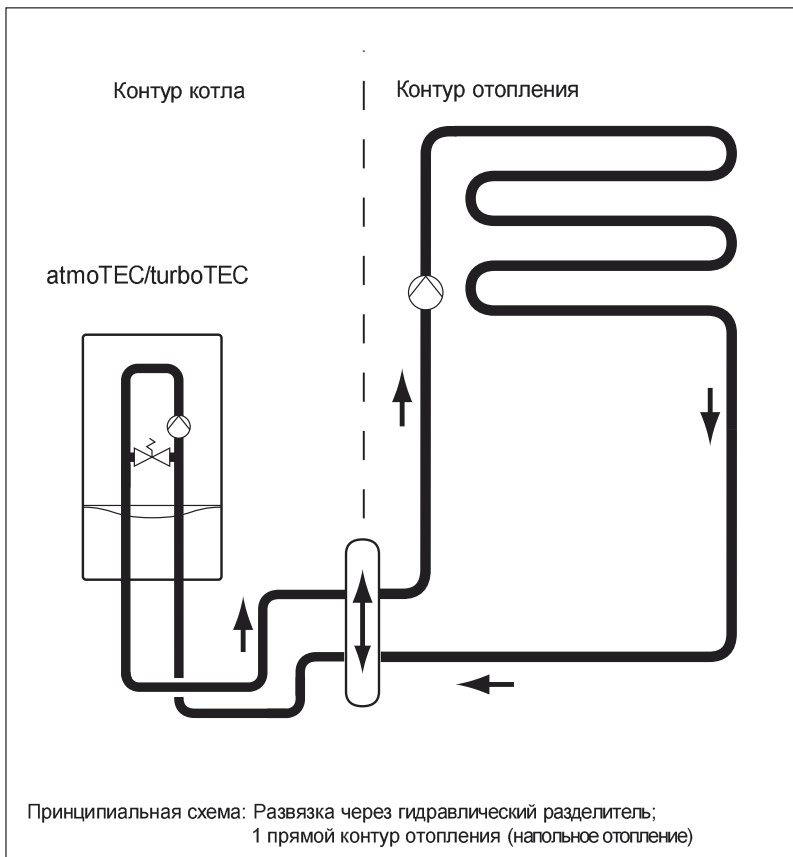 Контур котла
Контур отопления
atmoTEC/turboTEC
Принципиальная схема: Развязка через гидравлический разделитель;
1 прямой контур отопления (напольное отопление)